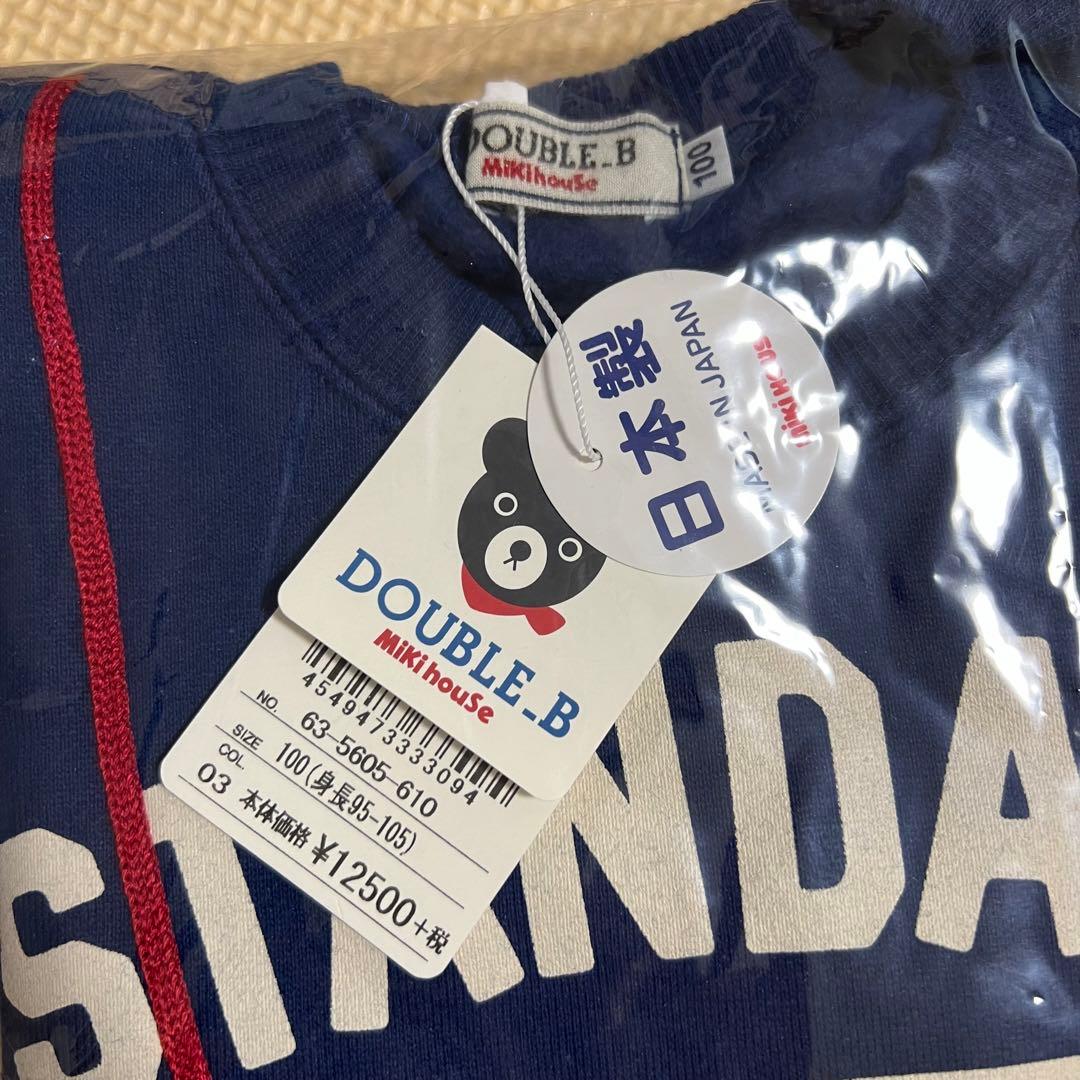 DOUBLE_B
MiKihouSe
100
日本製
MADE IN JAPAN
MiKiHOUSE
DOUBLE_B
MiKihouSe
4549473333094
NO. 63-5605-610
SIZE 100(身長95-105)
COL. 03 本体価格 ¥12500+税
STANDA